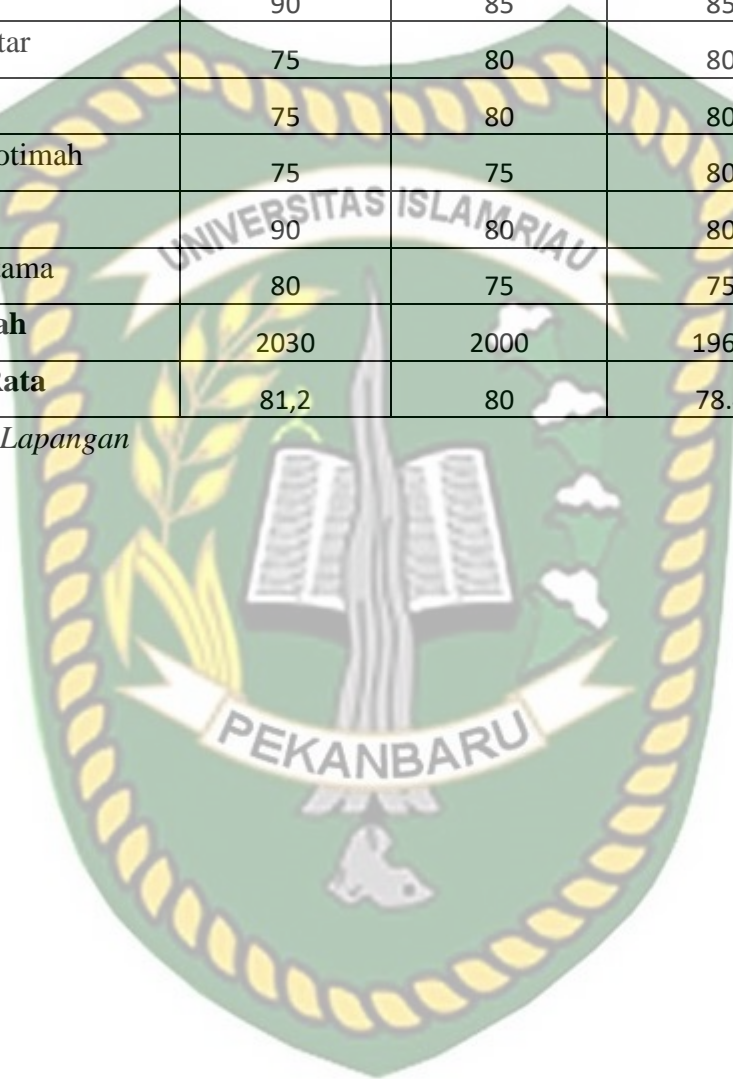 90 85 85
tar 75 80 80
75 80 80
otimah 75 75 80
90 80 80
tama 80 75 75
ah 2030 2000 196
Rata 81,2 80 78.
Lapangan
UNIVERSITAS ISLAM RIAU
PEKANBARU